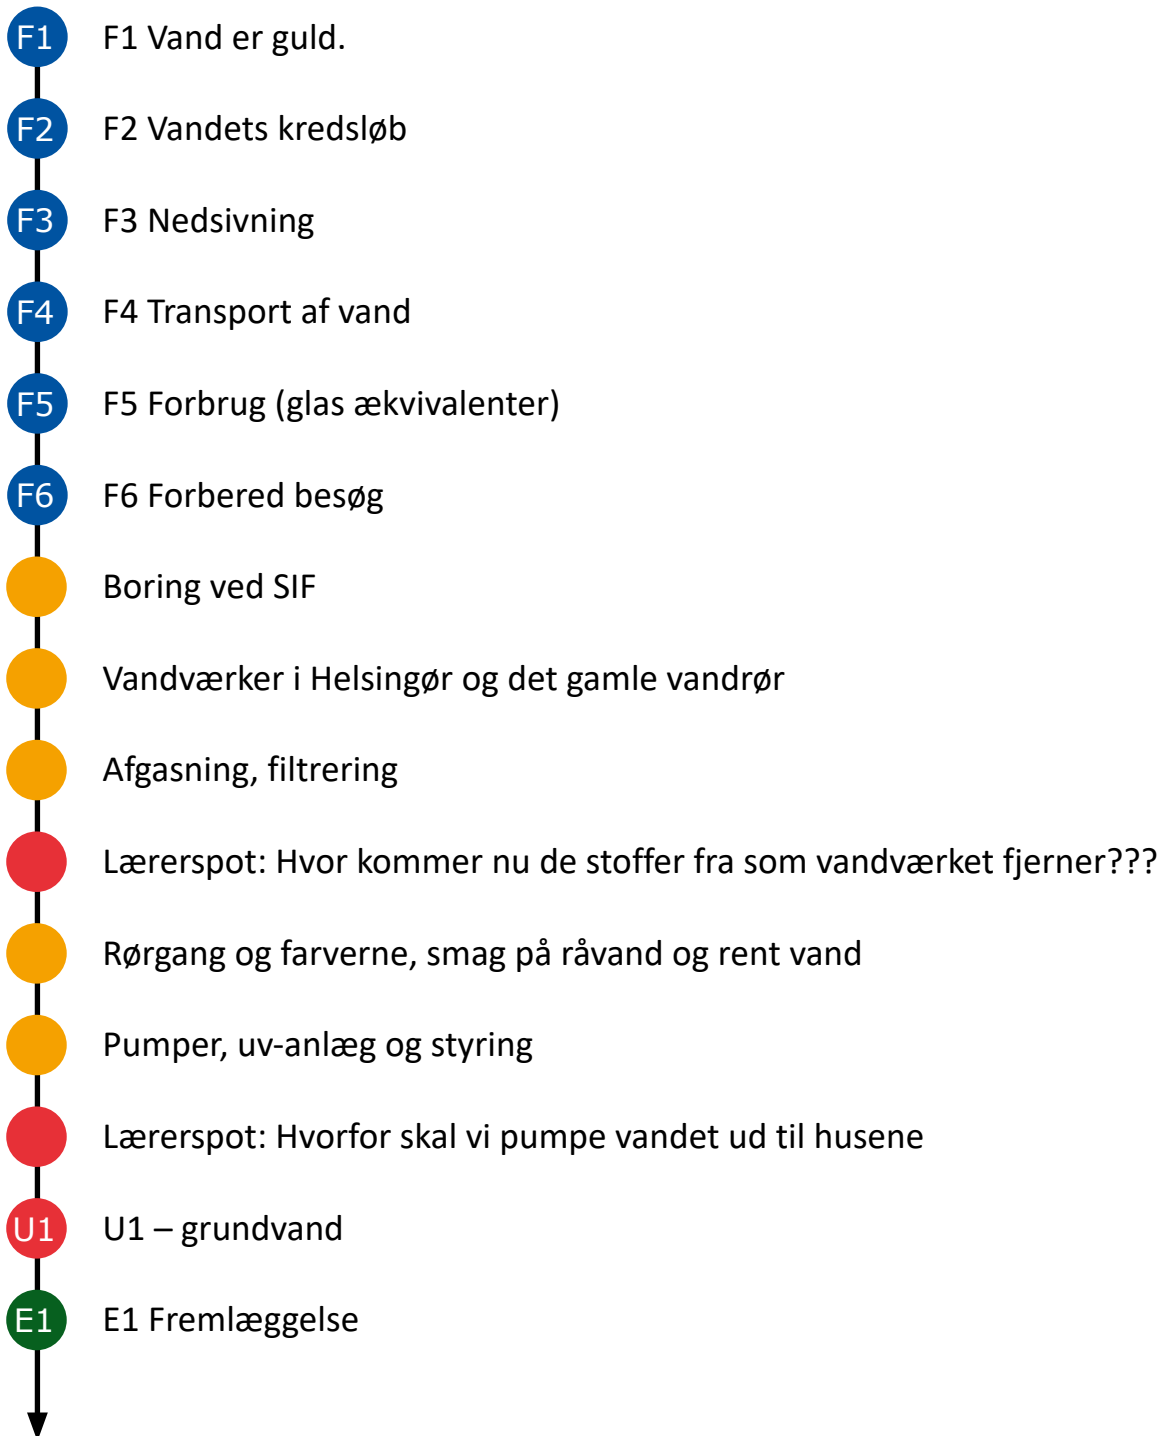 F1 F1 Vand er guld.
F2 F2 Vandets kredsløb
F3 F3 Nedsivning
F4 F4 Transport af vand
F5 F5 Forbrug (glas ækvivalenter)
F6 F6 Forbered besøg
Boring ved SIF
Vandværker i Helsingør og det gamle vandrør
Afgasning, filtrering
Lærerspot: Hvor kommer nu de stoffer fra som vandværket fjerner???
Rørgang og farverne, smag på råvand og rent vand
Pumper, uv-anlæg og styring
Lærerspot: Hvorfor skal vi pumpe vandet ud til husene
U1 U1 – grundvand
E1 E1 Fremlæggelse